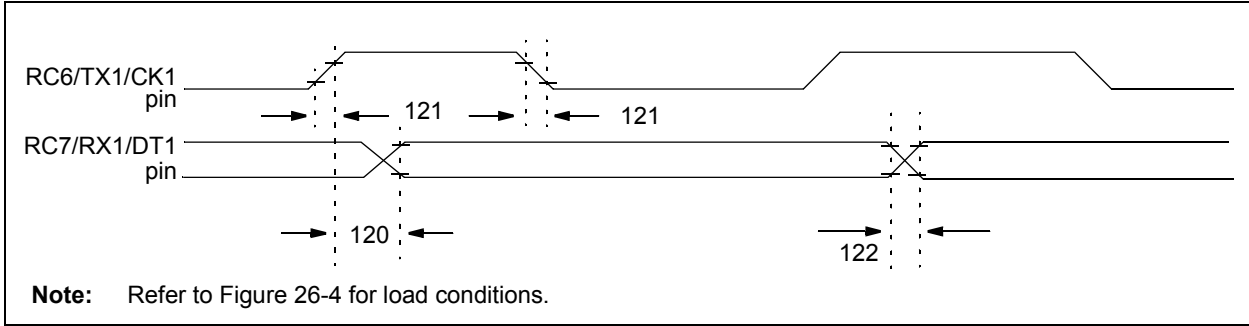 RC6/TX1/CK1
pin
121
121
RC7/RX1/DT1
pin
120
122
Note: Refer to Figure 26-4 for load conditions.